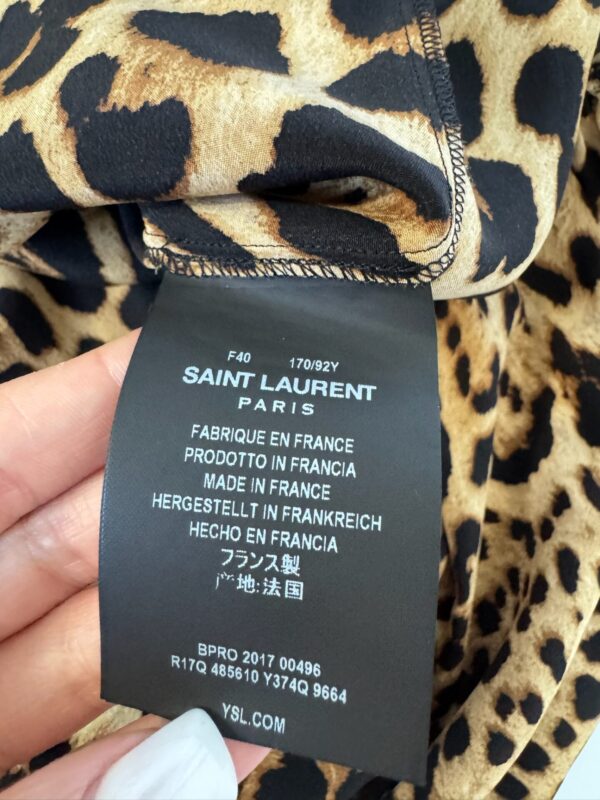 F40 170/92Y
SAINT LAURENT
PARIS
FABRIQUE EN FRANCE
PRODOTTO IN FRANCIA
MADE IN FRANCE
HERGESTELLT IN FRANKREICH
HECHO EN FRANCIA
フランス製
产地:法国
BPRO 2017 00496
R17Q 485610 Y374Q 9664
YSL.COM